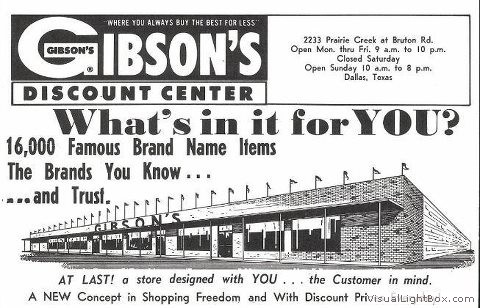 "WHERE YOU ALWAYS BUY THE BEST FOR LESS"
GIBSON'S
GIBSON'S
®
DISCOUNT CENTER
2233 Prairie Creek at Bruton Rd.
Open Mon. thru Fri. 9 a.m. to 10 p.m.
Closed Saturday
Open Sunday 10 a.m. to 8 p.m.
Dallas, Texas
What's in it for YOU?
16,000 Famous Brand Name Items
The Brands You Know...
...and Trust.
GIBSON'S
AT LAST! a store designed with YOU... the Customer in mind.
A NEW Concept in Shopping Freedom and With Discount
VisualLightBox.com